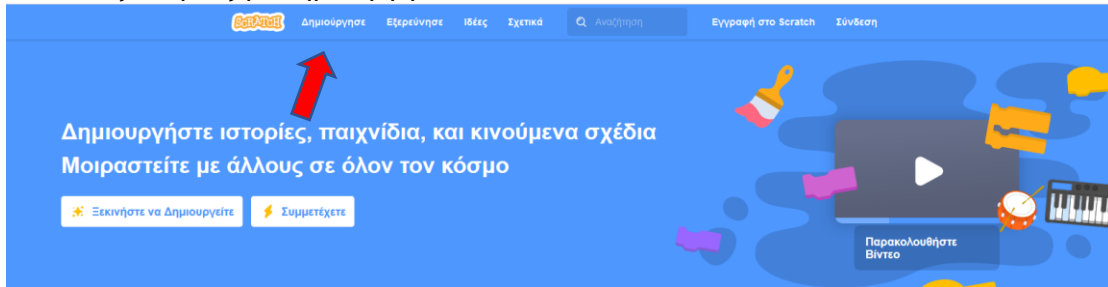 SCRATCH Δημιούργησε Εξερεύνησε Ιδέες Σχετικά Αναζήτηση Εγγραφή στο Scratch Σύνδεση
Δημιουργήστε ιστορίες, παιχνίδια, και κινούμενα σχέδια
Μοιραστείτε με άλλους σε όλον τον κόσμο
Ξεκινήστε να Δημιουργείτε Συμμετέχετε
Παρακολουθήστε
Βίντεο